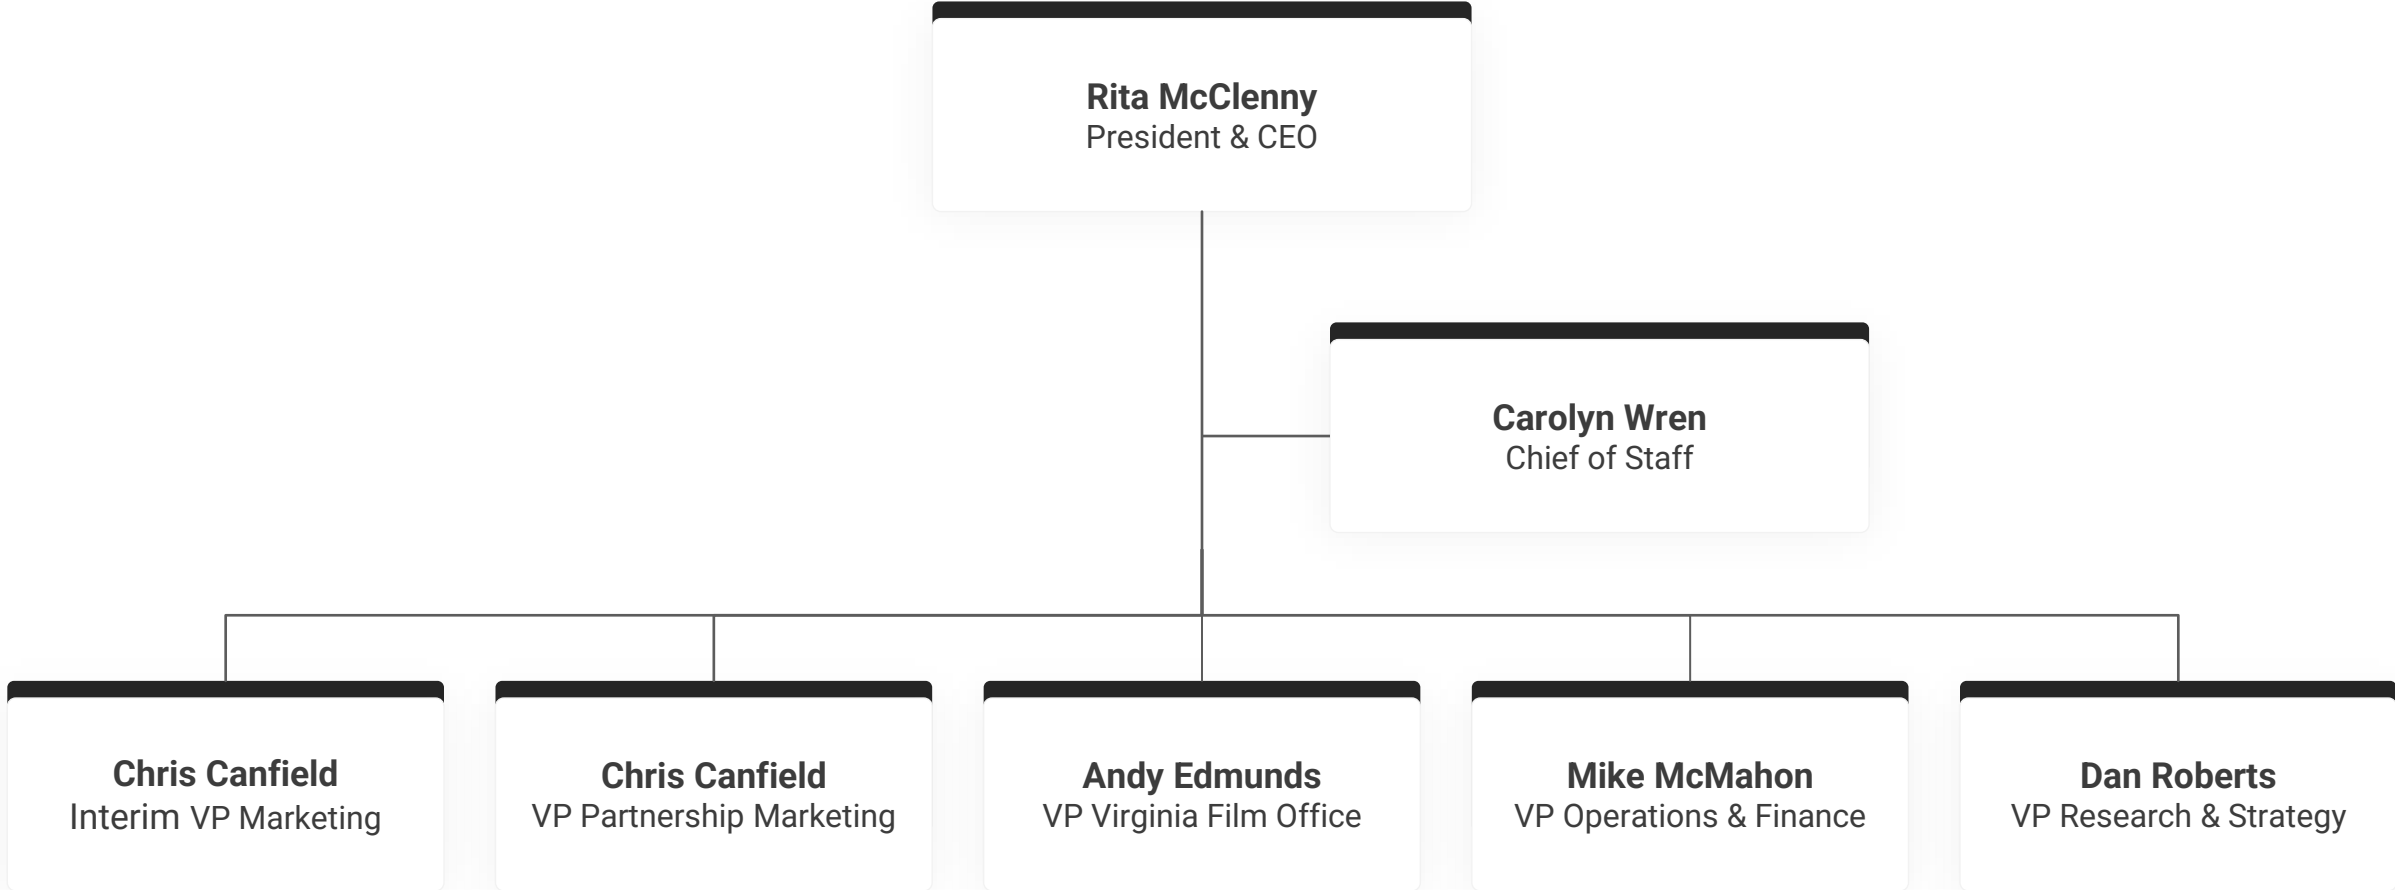 Rita McClenny
President & CEO
Carolyn Wren
Chief of Staff
Chris Canfield
Interim VP Marketing
Chris Canfield
VP Partnership Marketing
Andy Edmunds
VP Virginia Film Office
Mike McMahon
VP Operations & Finance
Dan Roberts
VP Research & Strategy